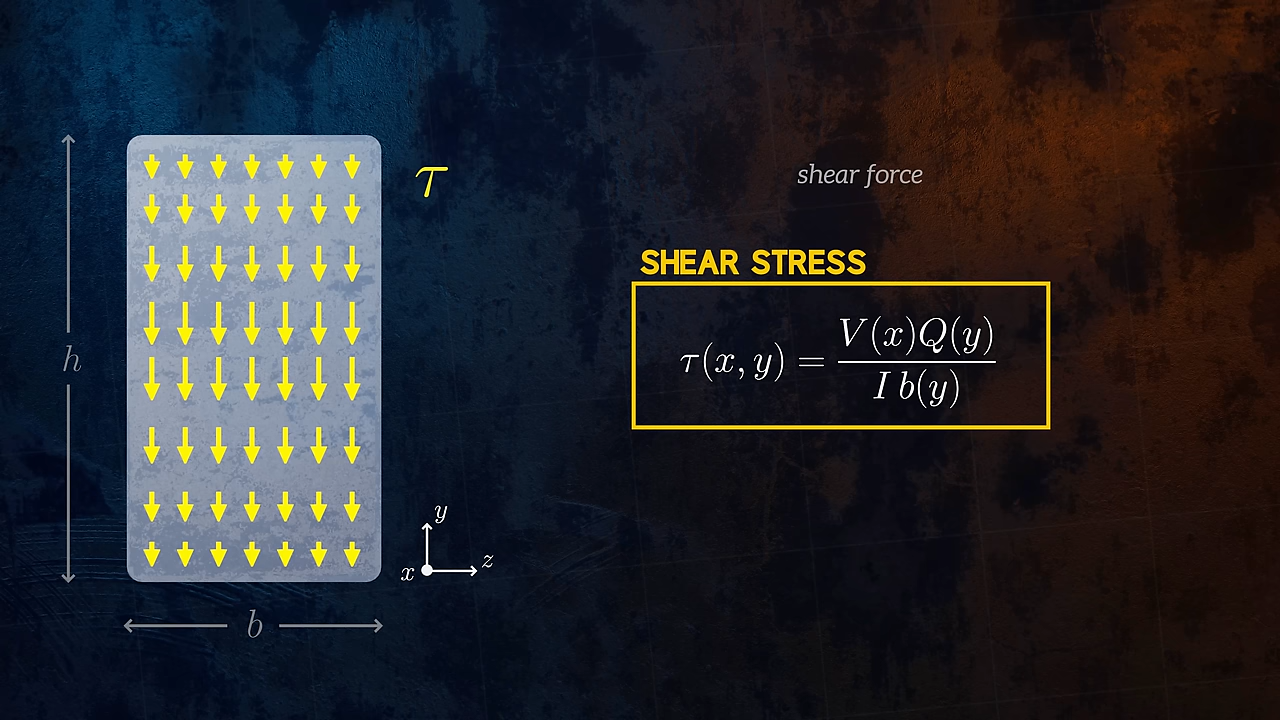 τ
shear force
SHEAR STRESS
τ(x, y) = V(x)Q(y) / I b(y)
h
y
z
x
b